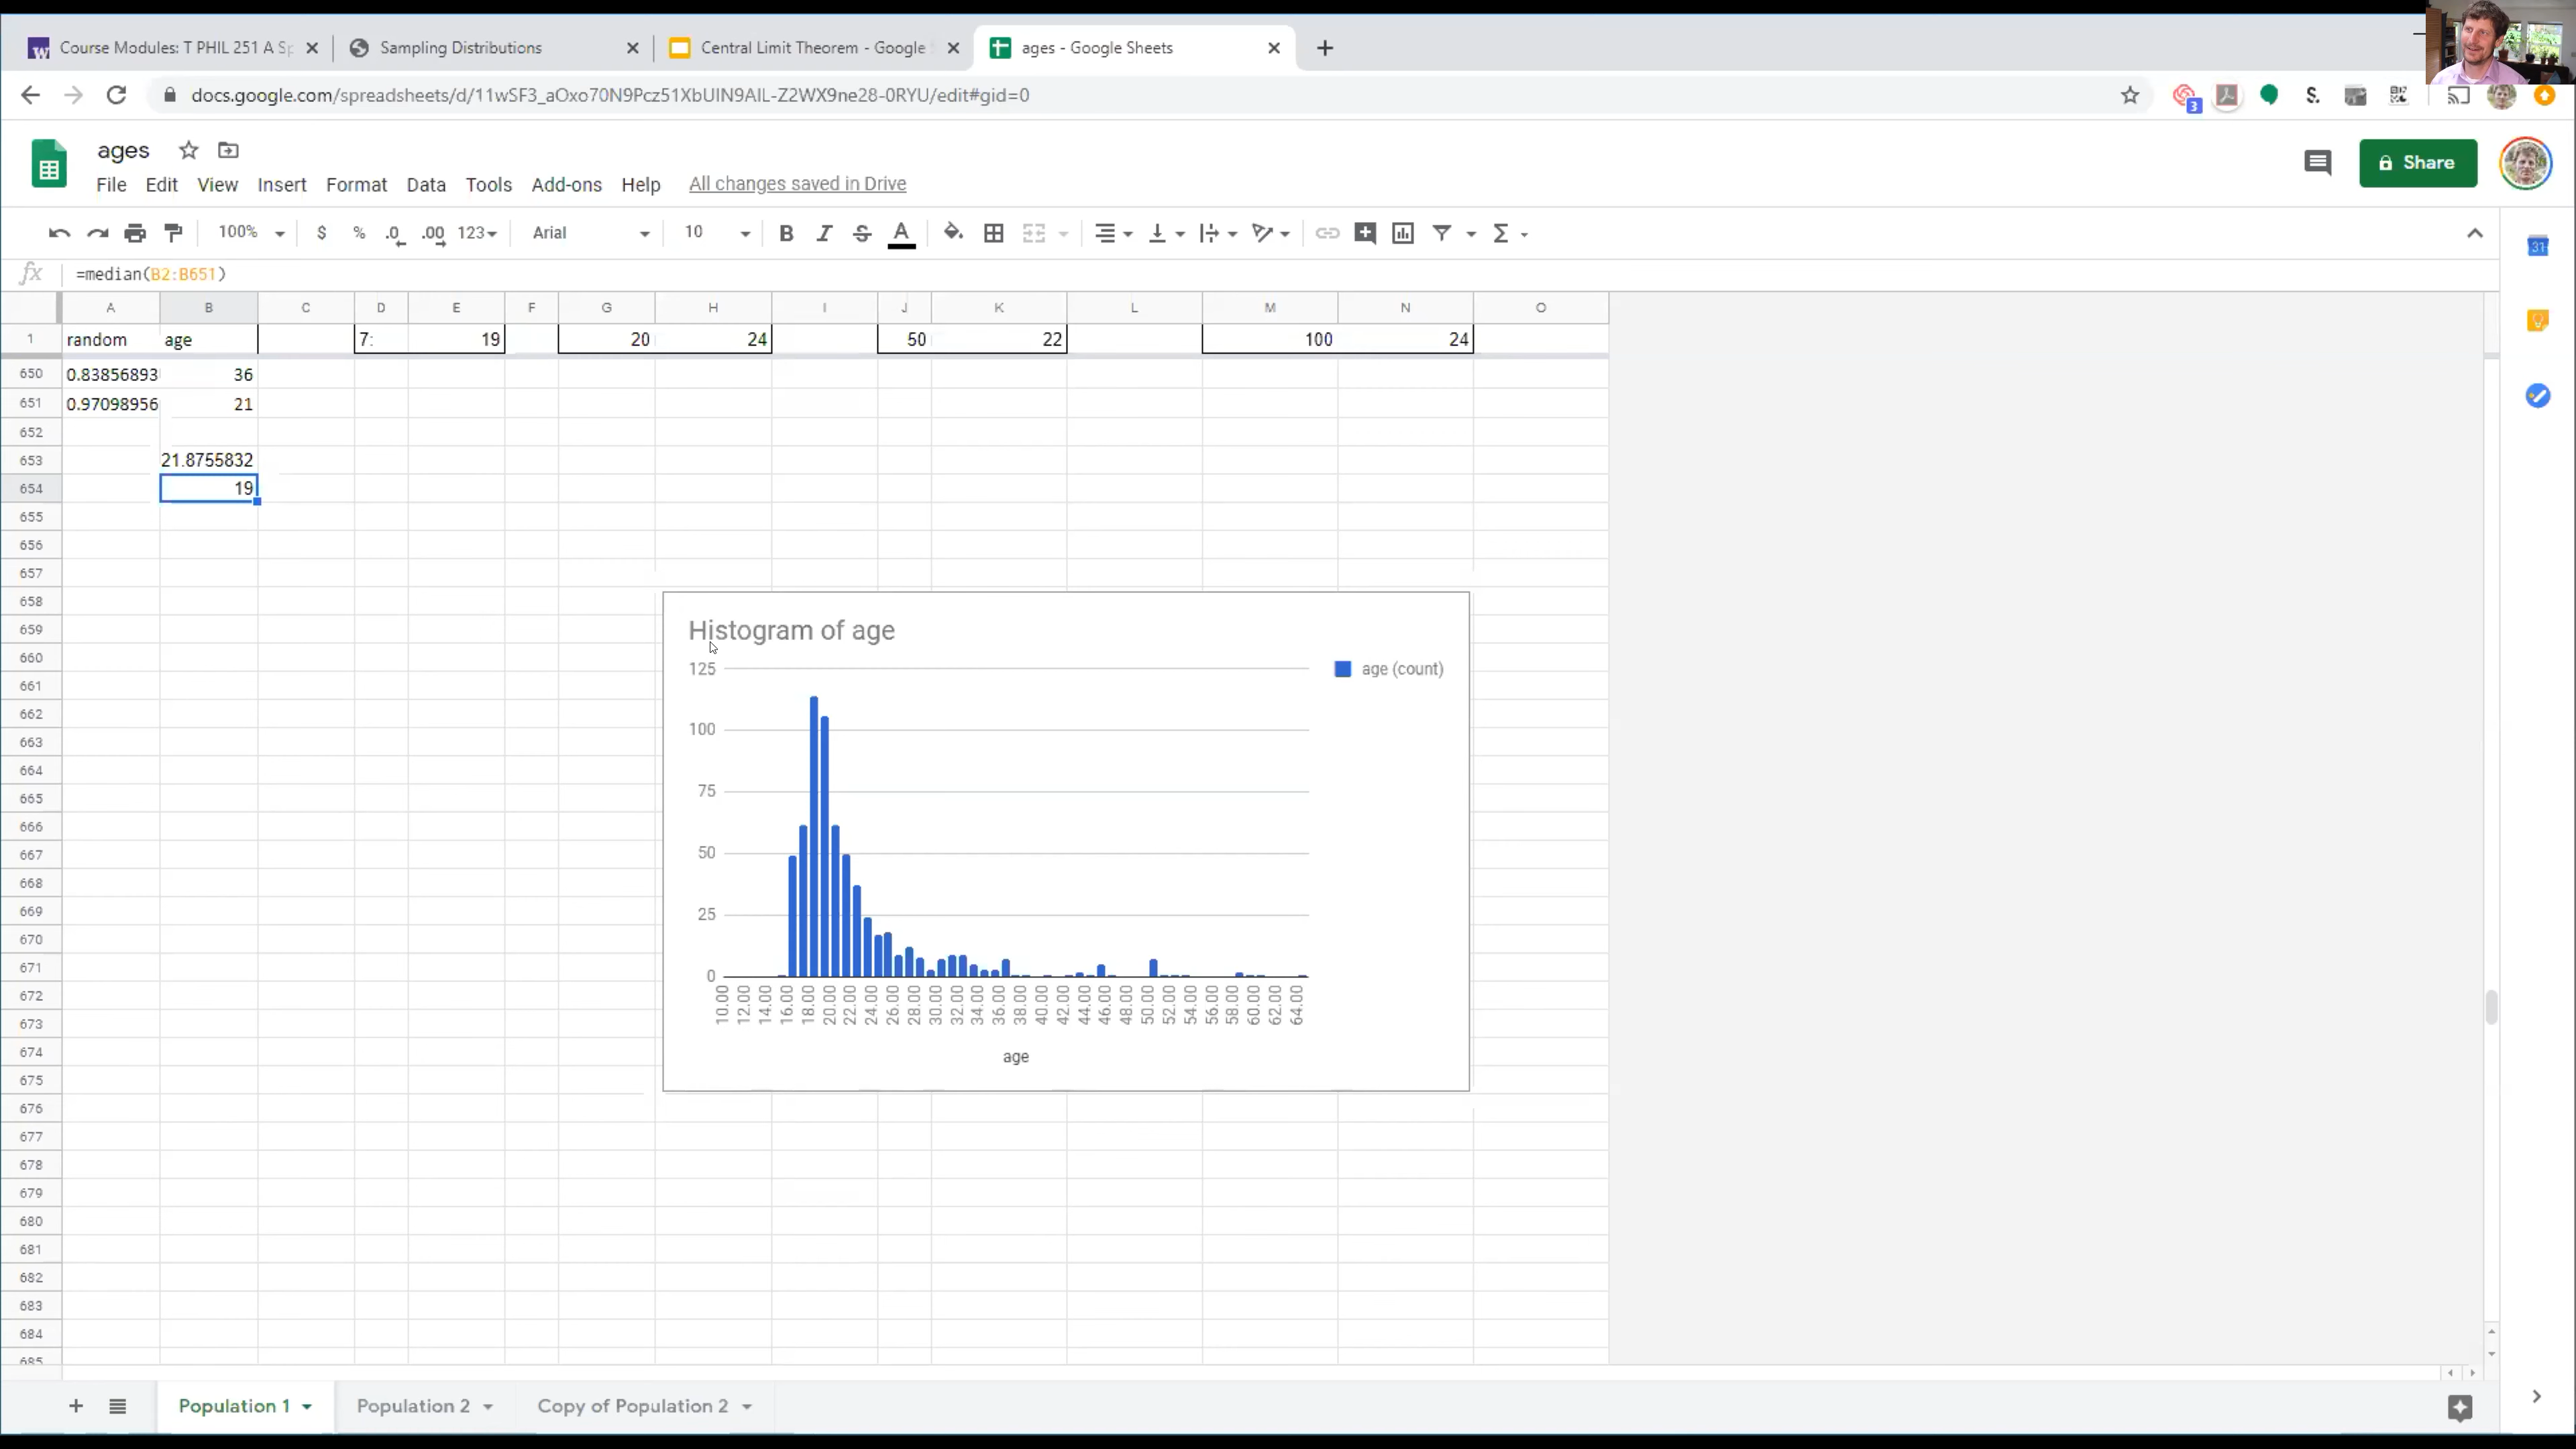 Course Modules: T PHIL 251 A Sp
Sampling Distributions
Central Limit Theorem - Google S
ages - Google Sheets
docs.google.com/spreadsheets/d/11wSF3_aOxo70N9Pcz51XbUIN9AIL-Z2WX9ne28-0RYU/edit#gid=0
3
S.
ages
File Edit View Insert Format Data Tools Add-ons Help All changes saved in Drive
Share
100% $ % .0 .00 123 Arial 10 B I S A Σ
31
fx =median(B2:B651)
A B C D E F G H I J K L M N O
1 random age 7: 19 20 24 50 22 100 24
650 0.83856893 36
651 0.97098956 21
652
653 21.8755832
654 19
655
656
657
658
659
660
661
662
663
664
665
666
667
668
669
670
671
672
673
674
675
676
677
678
679
680
681
682
683
684
685
Histogram of age
age (count)
125
100
75
50
25
0
10.00 12.00 14.00 16.00 18.00 20.00 22.00 24.00 26.00 28.00 30.00 32.00 34.00 36.00 38.00 40.00 42.00 44.00 46.00 48.00 50.00 52.00 54.00 56.00 58.00 60.00 62.00 64.00
age
Population 1 Population 2 Copy of Population 2